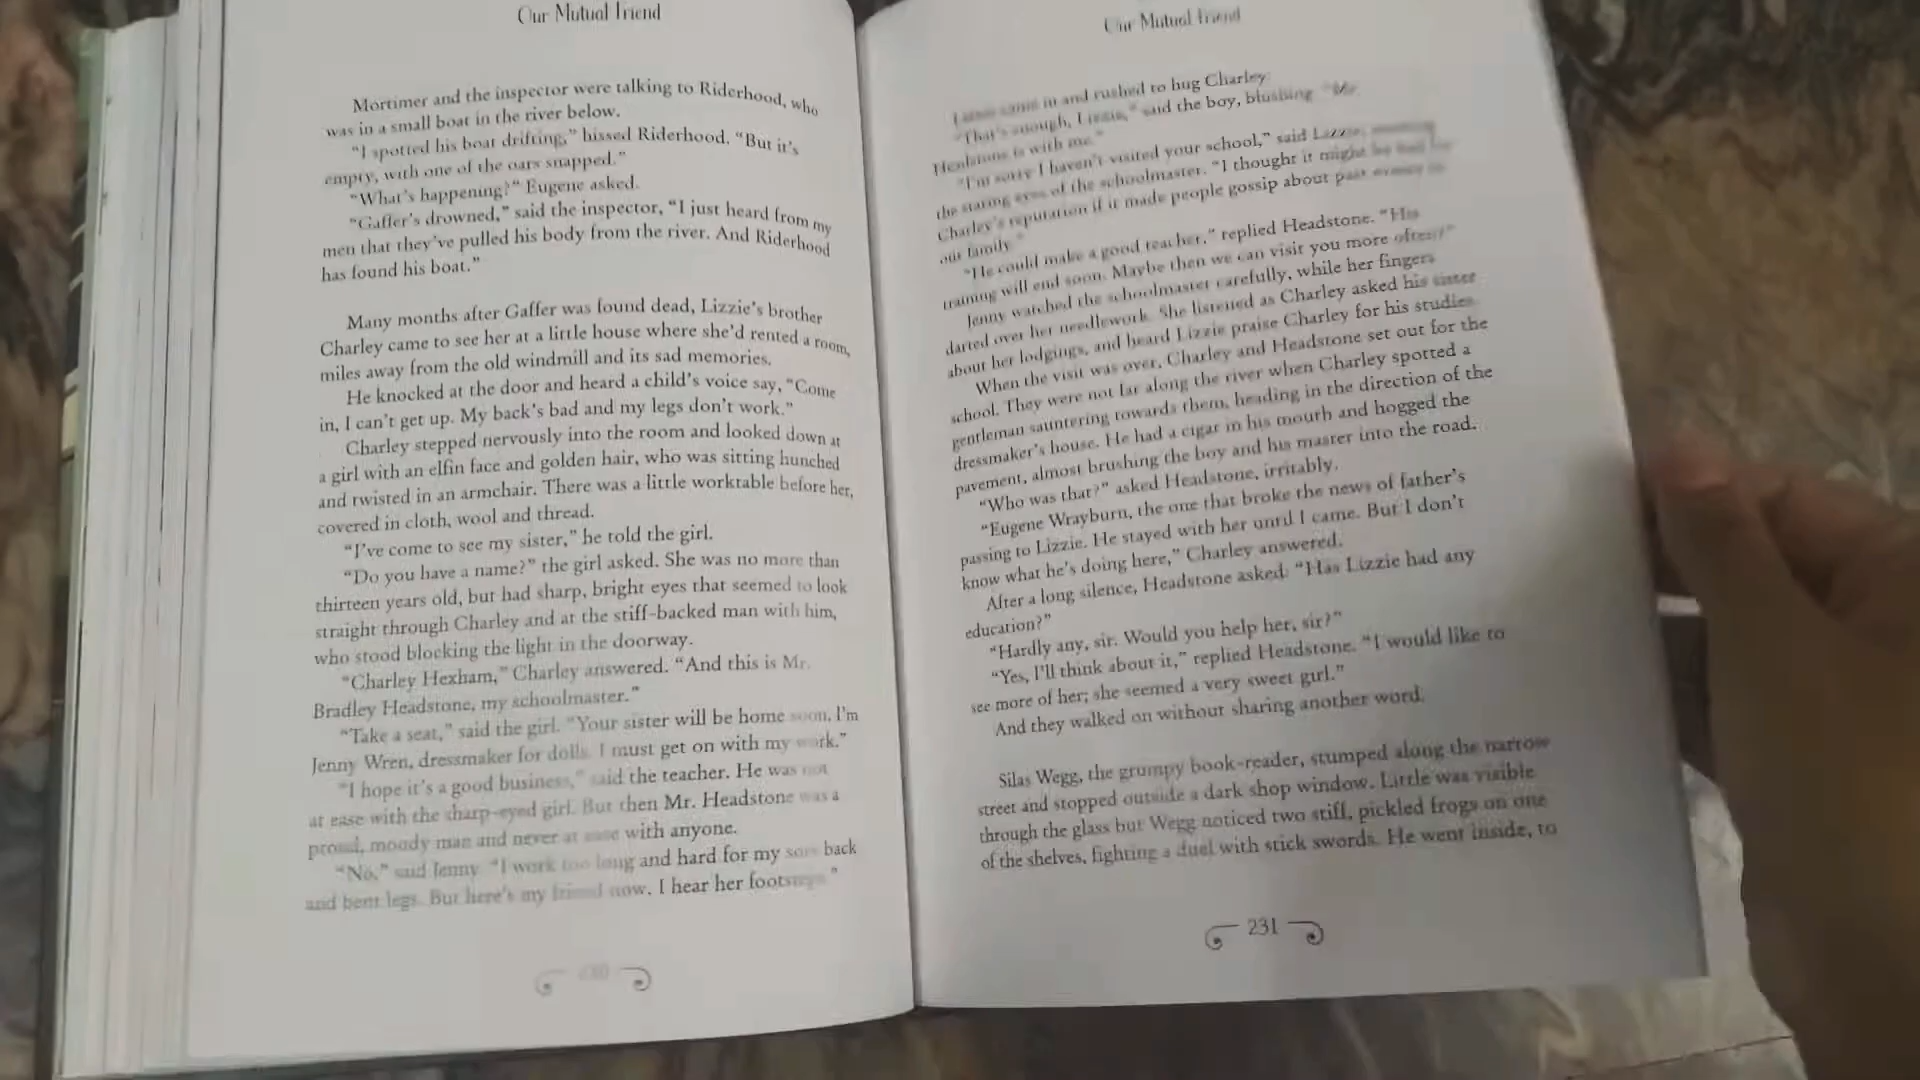 Our Mutual Friend
Mortimer and the inspector were talking to Riderhood, who
was in a small boat in the river below.
“I spotted his boat drifting,” hissed Riderhood. “But it’s
empty, with one of the oars snapped.”
“What’s happening?” Eugene asked.
“Gaffer’s drowned,” said the inspector, “I just heard from my
men that they’ve pulled his body from the river. And Riderhood
has found his boat.”
Many months after Gaffer was found dead, Lizzie’s brother
Charley came to see her at a little house where she’d rented a room,
miles away from the old windmill and its sad memories.
He knocked at the door and heard a child’s voice say, “Come
in, I can’t get up. My back’s bad and my legs don’t work.”
Charley stepped nervously into the room and looked down at
a girl with an elfin face and golden hair, who was sitting hunched
and twisted in an armchair. There was a little worktable before her,
covered in cloth, wool and thread.
“I’ve come to see my sister,” he told the girl.
“Do you have a name?” the girl asked. She was no more than
thirteen years old, but had sharp, bright eyes that seemed to look
straight through Charley and at the stiff-backed man with him,
who stood blocking the light in the doorway.
“Charley Hexham,” Charley answered. “And this is Mr.
Bradley Headstone, my schoolmaster.”
“Take a seat,” said the girl. “Your sister will be home soon, I’m
Jenny Wren, dressmaker for dolls. I must get on with my work.”
“I hope it’s a good business,” said the teacher. He was not
at ease with the sharp-eyed girl. But then Mr. Headstone was a
proud, moody man and never at ease with anyone.
“No,” said Jenny. “I work too long and hard for my sore back
and bent legs. But here’s my friend now. I hear her footsteps.”
Our Mutual Friend
in and rushed to hug Charley.
“That’s enough, Lizzie,” said the boy, blushing. “Mr.
Headstone is with me.”
“I’m sorry I haven’t visited your school,” said Lizzie,
the staring eyes of the schoolmaster. “I thought it might be bad for
Charley’s reputation if it made people gossip about past events in
our family.”
“He could make a good teacher,” replied Headstone. “His
training will end soon. Maybe then we can visit you more often?”
Jenny watched the schoolmaster carefully, while her fingers
darted over her needlework. She listened as Charley asked his sister
about her lodgings, and heard Lizzie praise Charley for his studies.
When the visit was over, Charley and Headstone set out for the
school. They were not far along the river when Charley spotted a
gentleman sauntering towards them, heading in the direction of the
dressmaker’s house. He had a cigar in his mouth and hogged the
pavement, almost brushing the boy and his master into the road.
“Who was that?” asked Headstone, irritably.
“Eugene Wrayburn, the one that broke the news of father’s
passing to Lizzie. He stayed with her until I came. But I don’t
know what he’s doing here,” Charley answered.
After a long silence, Headstone asked: “Has Lizzie had any
education?”
“Hardly any, sir. Would you help her, sir?”
“Yes, I’ll think about it,” replied Headstone. “I would like to
see more of her; she seemed a very sweet girl.”
And they walked on without sharing another word.
Silas Wegg, the grumpy book-reader, stumped along the narrow
street and stopped outside a dark shop window. Little was visible
through the glass but Wegg noticed two stiff, pickled frogs on one
of the shelves, fighting a duel with stick swords. He went inside, to
231